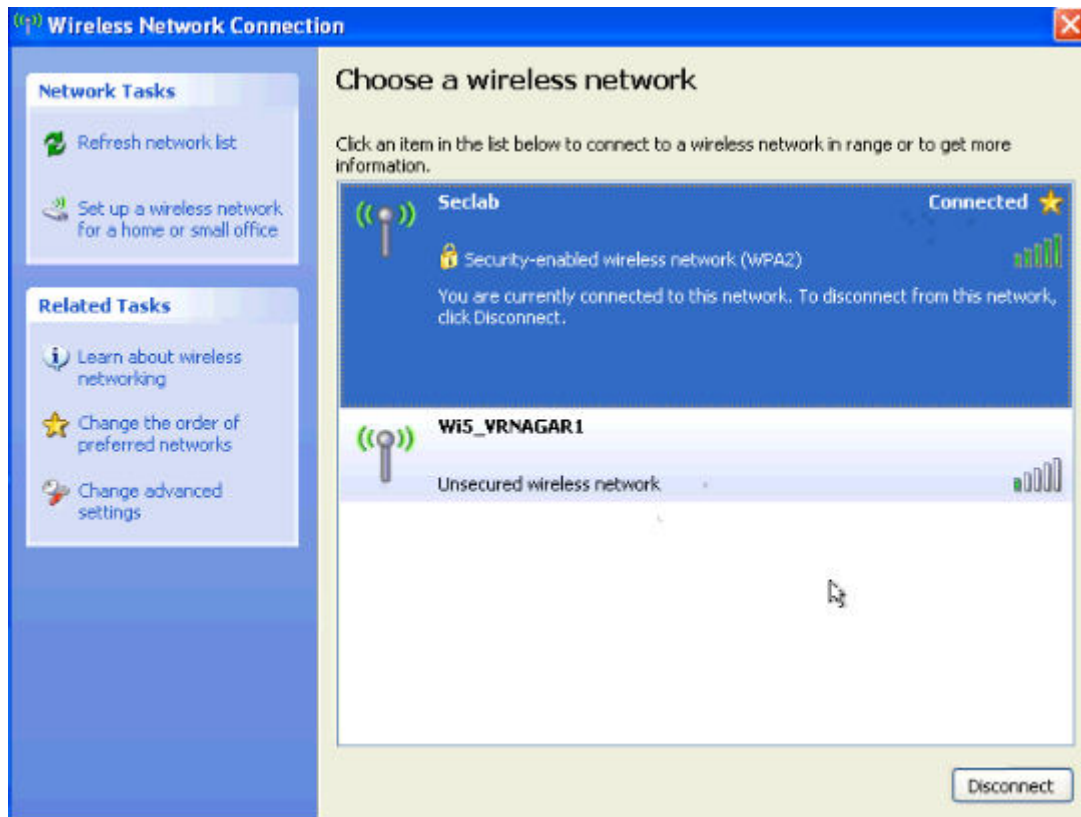 Wireless Network Connection
Network Tasks
Refresh network list
Set up a wireless network
for a home or small office
Related Tasks
Learn about wireless
networking
Change the order of
preferred networks
Change advanced
settings
Choose a wireless network
Click an item in the list below to connect to a wireless network in range or to get more
information.
Seclab
Connected
Security-enabled wireless network (WPA2)
You are currently connected to this network. To disconnect from this network,
click Disconnect.
Wi5_VRNAGAR1
Unsecured wireless network
Disconnect